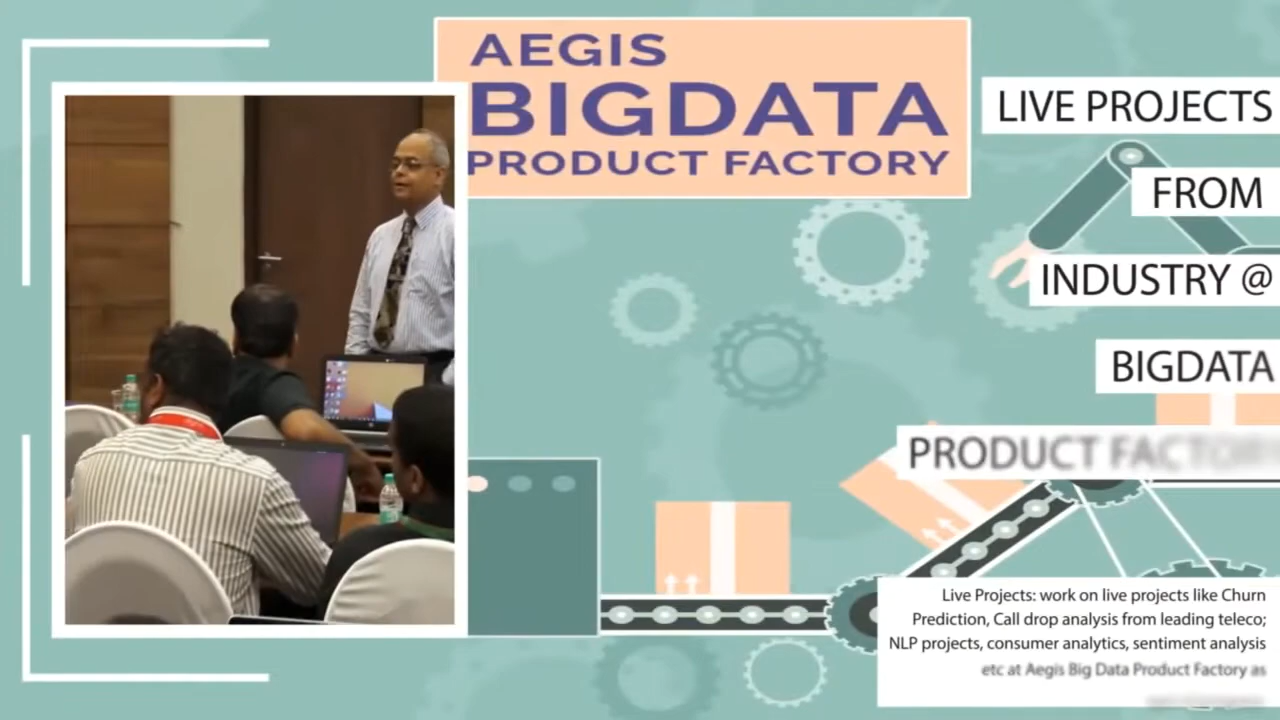 AEGIS
BIGDATA
PRODUCT FACTORY
LIVE PROJECTS
FROM
INDUSTRY @
BIGDATA
PRODUCT FACTORY
Live Projects: work on live projects like Churn
Prediction, Call drop analysis from leading teleco;
NLP projects, consumer analytics, sentiment analysis
etc at Aegis Big Data Product Factory as